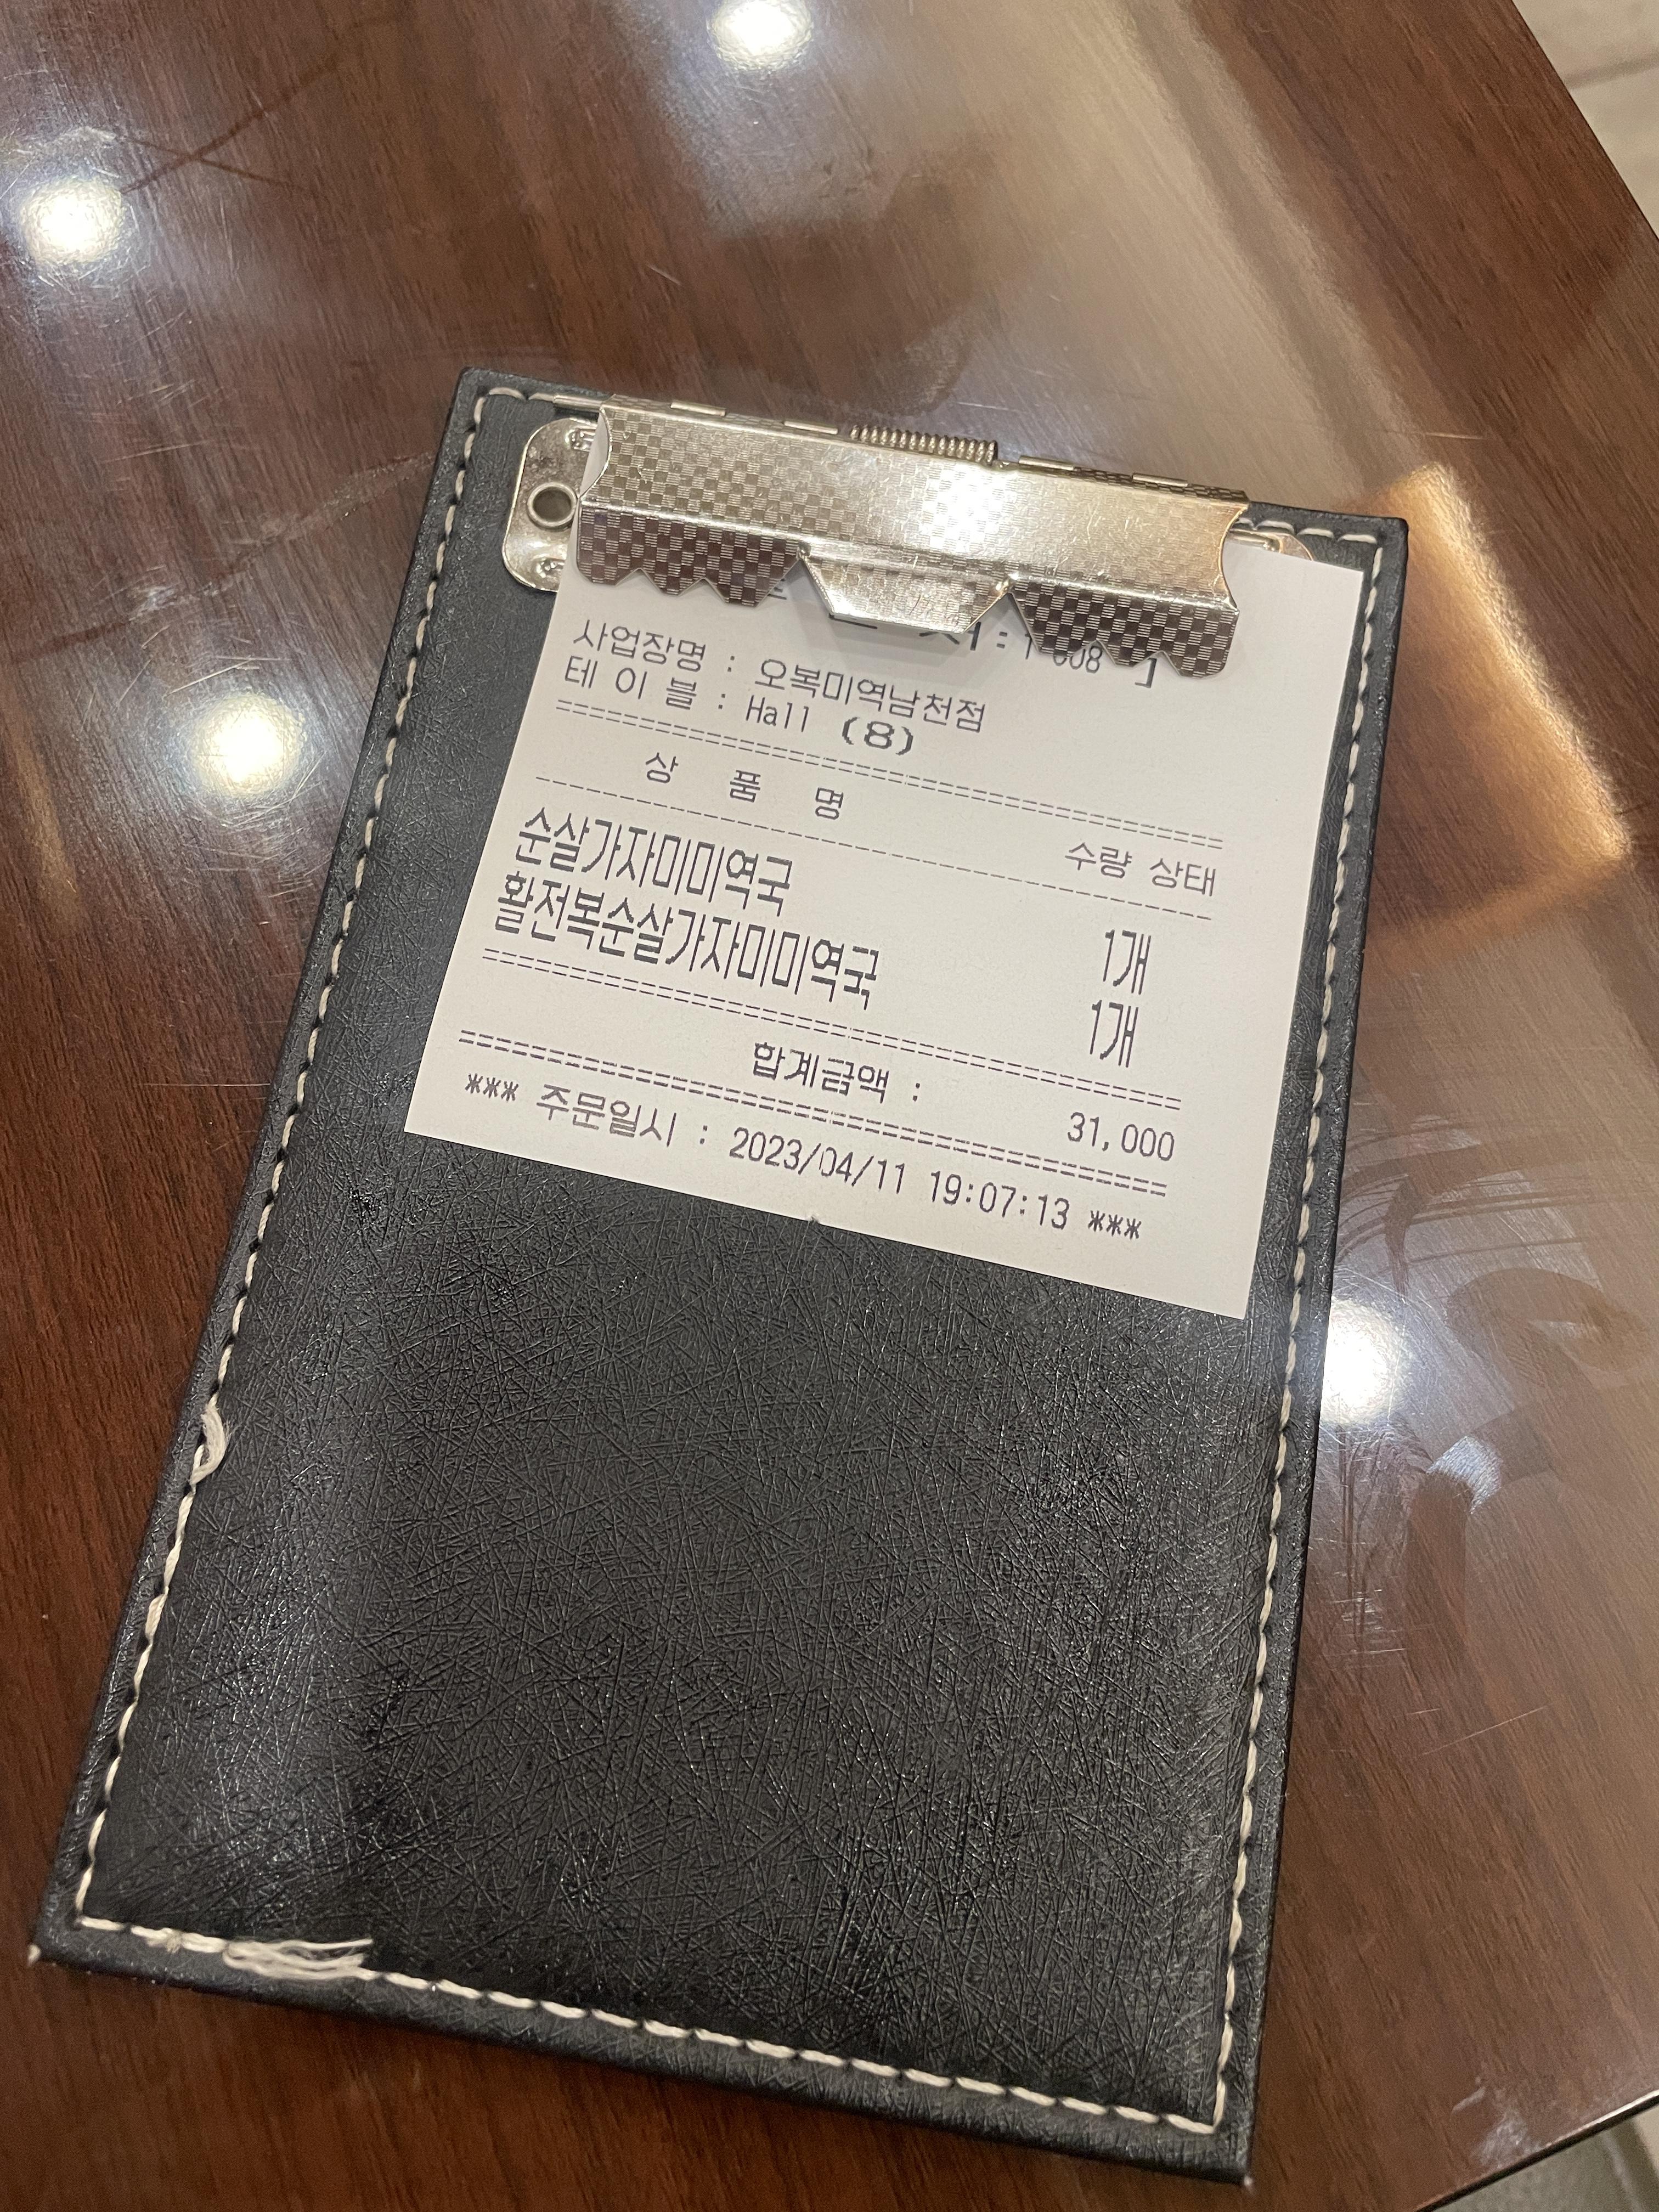 사업장명 : 오복미역남천점
테 이 블 : Hall (8)
상 품 명 수량 상태
순살가자미미역국 1개
활전복순살가자미미역국 1개
합계금액 : 31,000
*** 주문일시 : 2023/04/11 19:07:13 ***